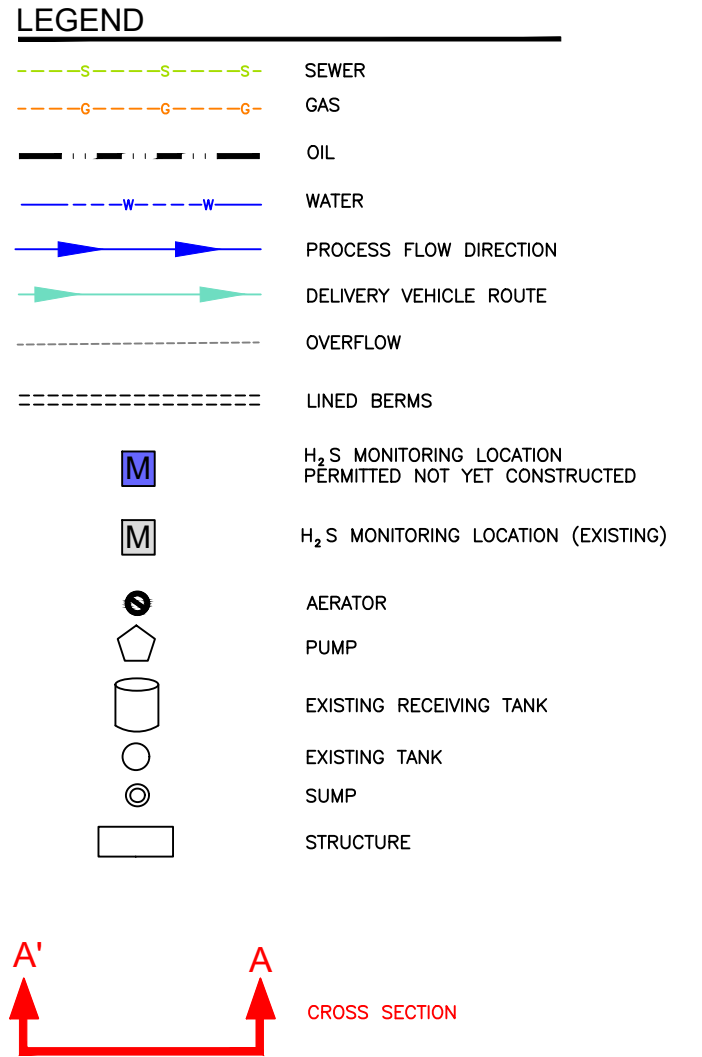 LEGEND
S S S SEWER
G G G GAS
OIL
W W WATER
PROCESS FLOW DIRECTION
DELIVERY VEHICLE ROUTE
OVERFLOW
LINED BERMS
M H₂S MONITORING LOCATION
PERMITTED NOT YET CONSTRUCTED
M H₂S MONITORING LOCATION (EXISTING)
AERATOR
PUMP
EXISTING RECEIVING TANK
EXISTING TANK
SUMP
STRUCTURE
A' A
CROSS SECTION